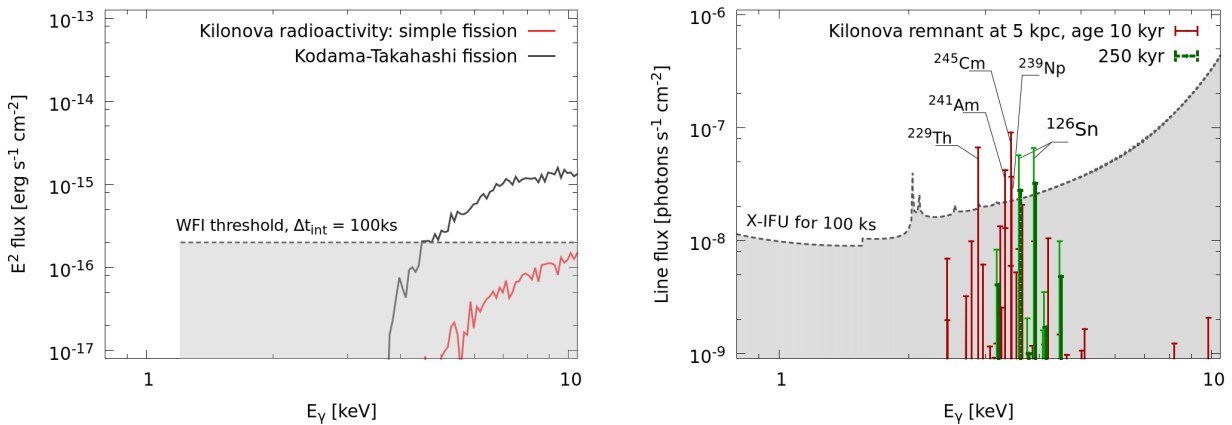 Kilonova radioactivity: simple fission
Kodama-Takahashi fission
WFI threshold, Δt_int = 100ks
E² flux [erg s⁻¹ cm⁻²]
10⁻¹³
10⁻¹⁴
10⁻¹⁵
10⁻¹⁶
10⁻¹⁷
1
10
E_γ [keV]
Kilonova remnant at 5 kpc, age 10 kyr
250 kyr
²⁴⁵Cm
²³⁹Np
²⁴¹Am
¹²⁶Sn
²²⁹Th
X-IFU for 100 ks
Line flux [photons s⁻¹ cm⁻²]
10⁻⁶
10⁻⁷
10⁻⁸
10⁻⁹
1
10
E_γ [keV]